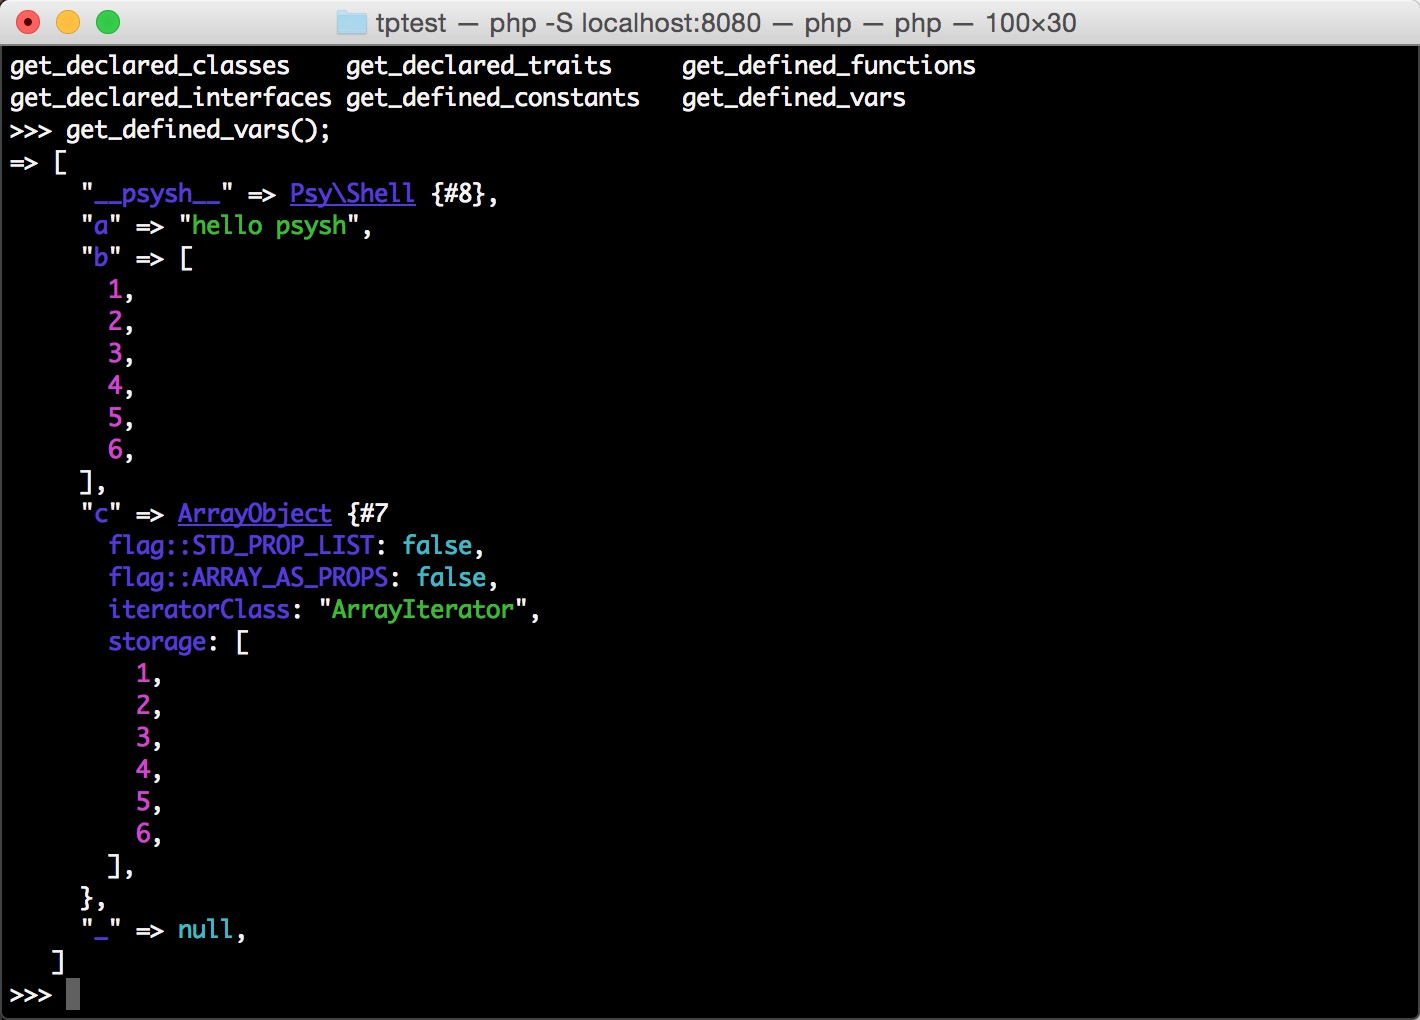 tptest — php -S localhost:8080 — php — php — 100×30
get_declared_classes    get_declared_traits     get_defined_functions
get_declared_interfaces get_defined_constants   get_defined_vars
>>> get_defined_vars();
=> [
     "__psysh__" => Psy\Shell {#8},
     "a" => "hello psysh",
     "b" => [
       1,
       2,
       3,
       4,
       5,
       6,
     ],
     "c" => ArrayObject {#7
       flag::STD_PROP_LIST: false,
       flag::ARRAY_AS_PROPS: false,
       iteratorClass: "ArrayIterator",
       storage: [
         1,
         2,
         3,
         4,
         5,
         6,
       ],
     },
     "_" => null,
   ]
>>>